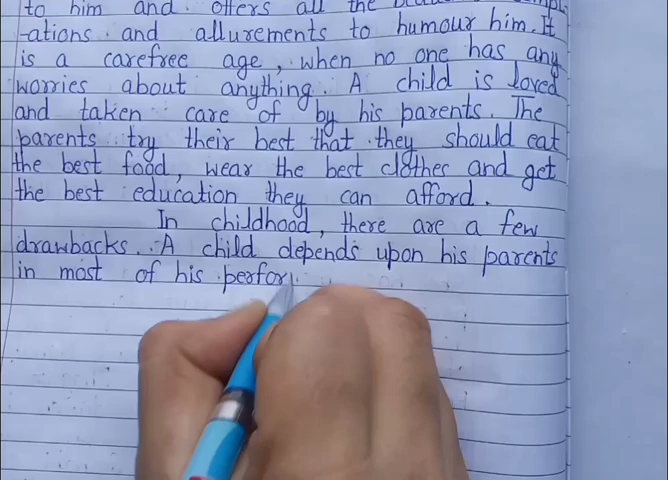 to him and offers all the
-ations and allurements to humour him. It
is a carefree age, when no one has any
worries about anything. A child is loved
and taken care of by his parents. The
parents try their best that they should eat
the best food, wear the best clothes and get
the best education they can afford.
In childhood, there are a few
drawbacks. A child depends upon his parents
in most of his perfor